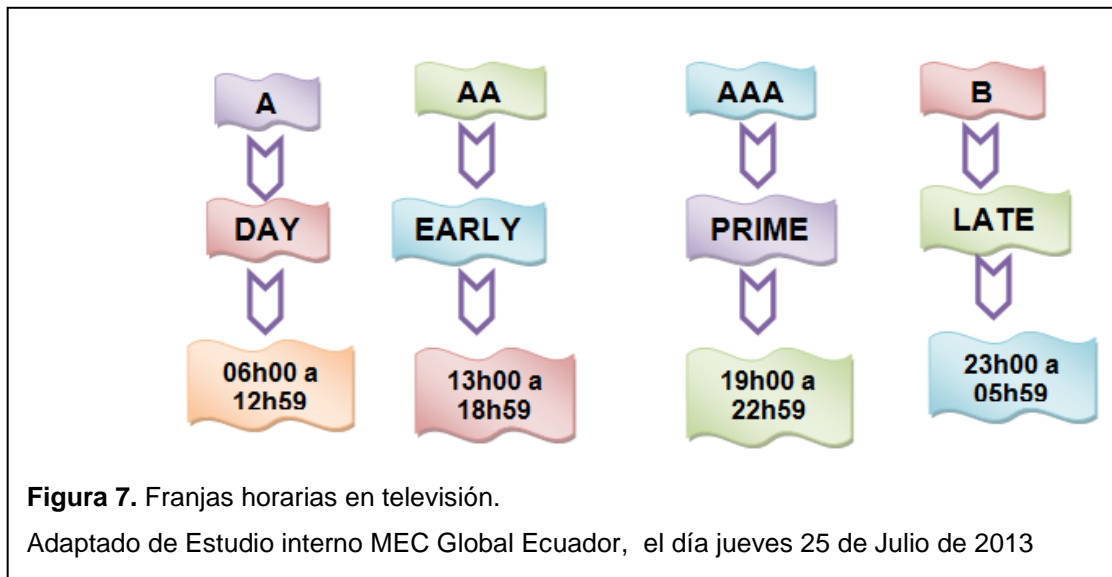 A
AA
AAA
B
DAY
EARLY
PRIME
LATE
06h00 a
12h59
13h00 a
18h59
19h00 a
22h59
23h00 a
05h59
Figura 7. Franjas horarias en televisión.
Adaptado de Estudio interno MEC Global Ecuador, el día jueves 25 de Julio de 2013